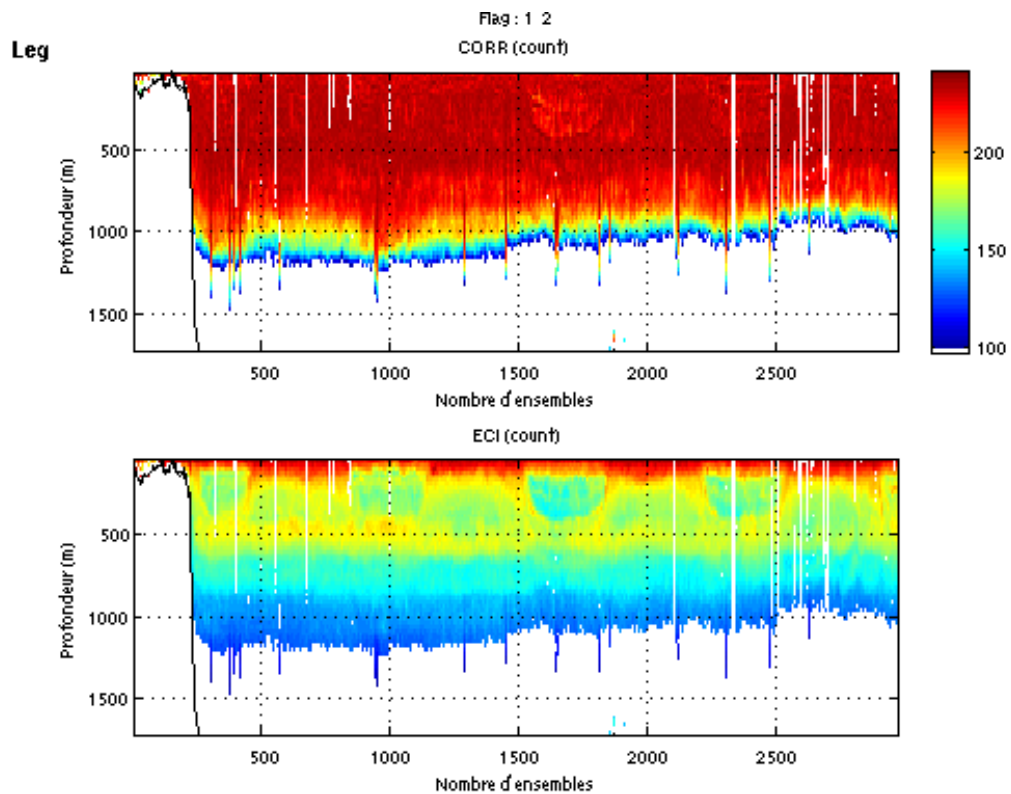 Flag : 1 2
Leg
CORR (count)
Profondeur (m)
500
1000
1500
500
1000
1500
2000
2500
Nombre d'ensembles
200
150
100
ECI (count)
Profondeur (m)
500
1000
1500
500
1000
1500
2000
2500
Nombre d'ensembles